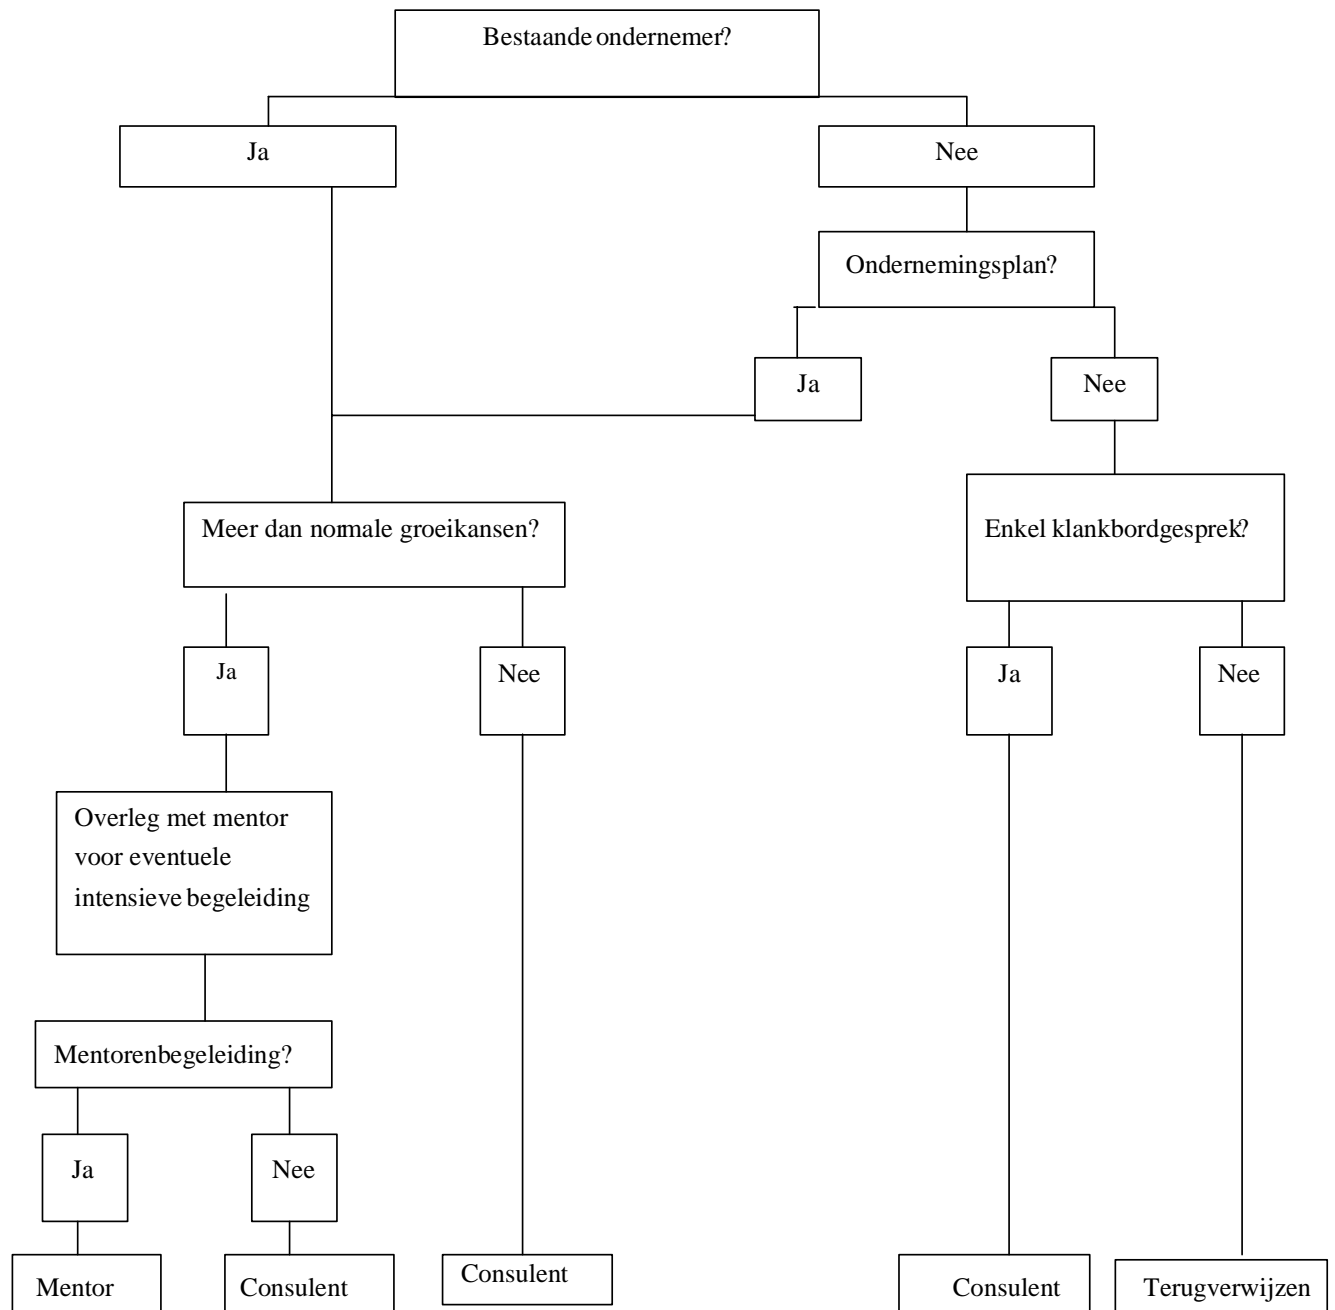 Bestaande ondernemer?
Ja
Nee
Ondernemingsplan?
Ja
Nee
Meer dan normale groeikansen?
Enkel klankbordgesprek?
Ja
Nee
Ja
Nee
Overleg met mentor
voor eventuele
intensieve begeleiding
Mentorenbegeleiding?
Ja
Nee
Mentor
Consulent
Consulent
Consulent
Terugverwijzen